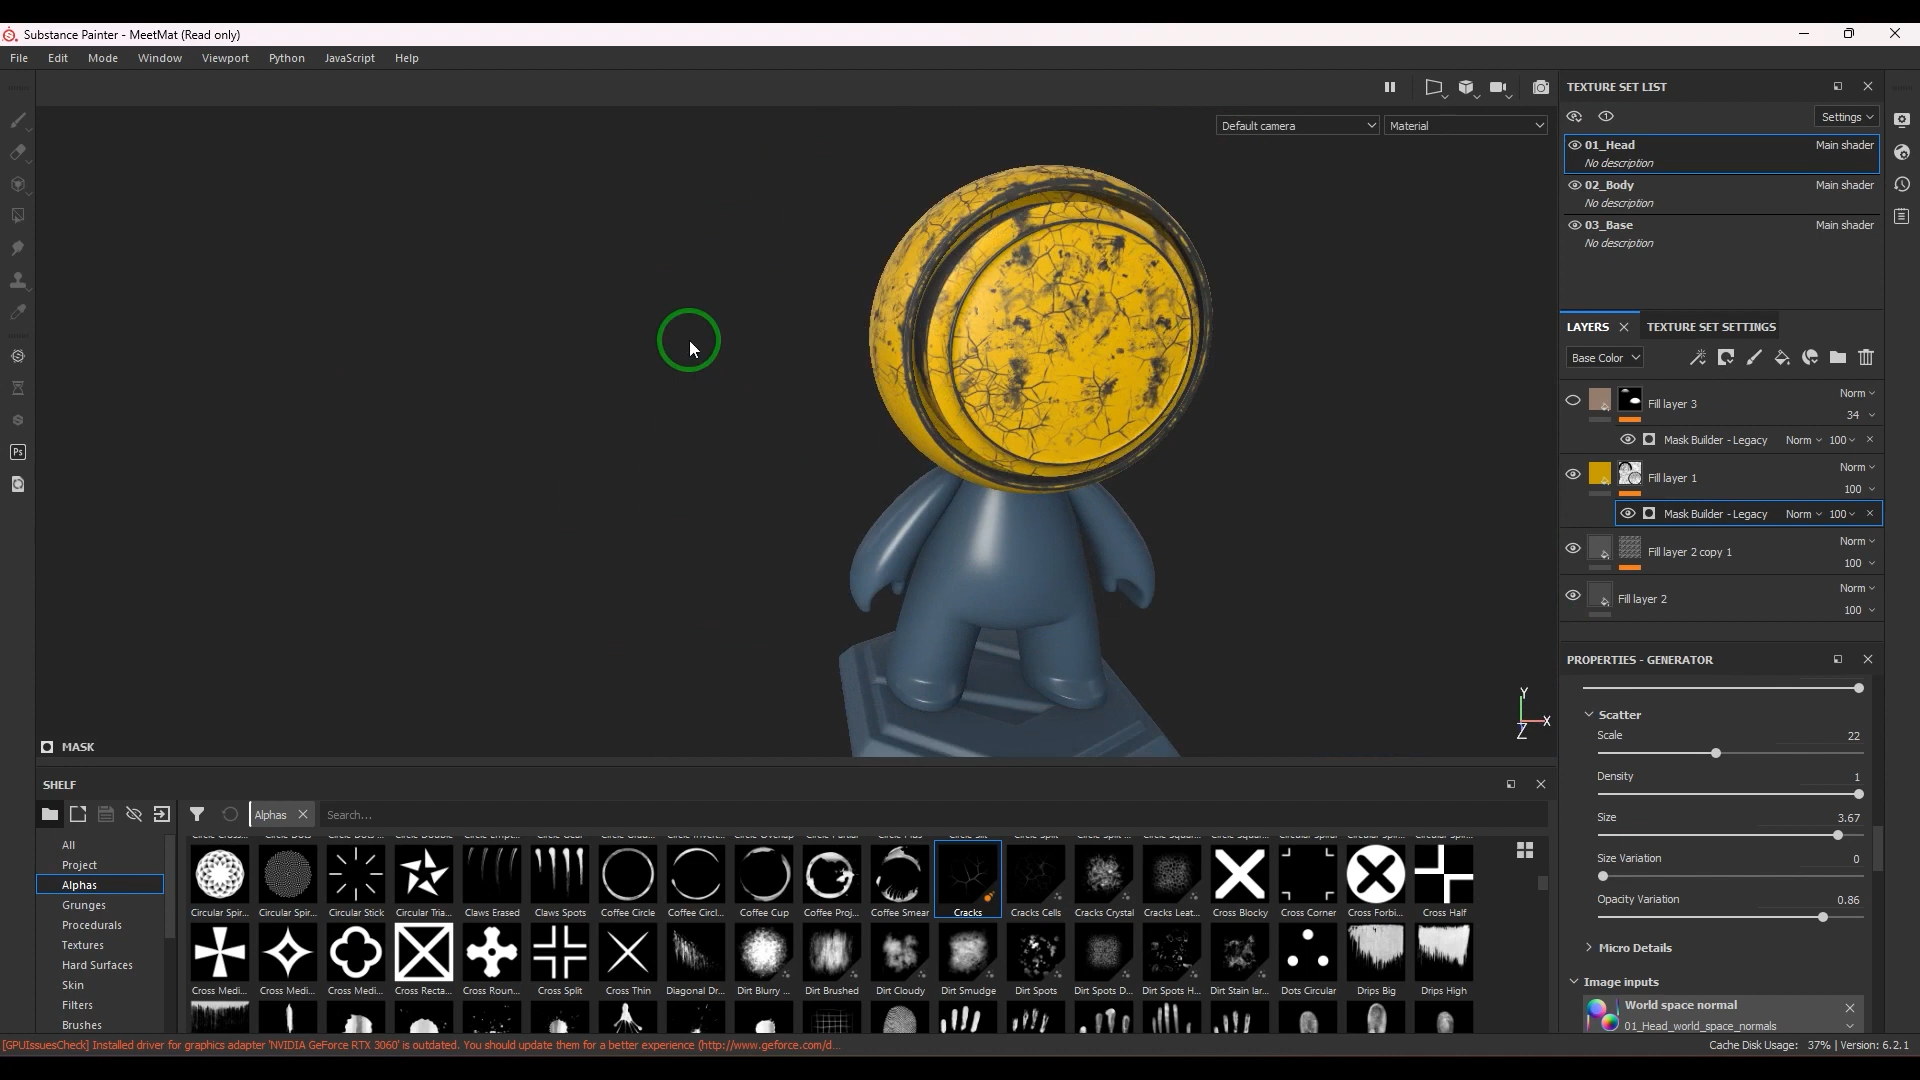 Substance Painter - MeetMat (Read only)
File Edit Mode Window Viewport Python JavaScript Help
Default camera
Material
TEXTURE SET LIST
Settings
01_Head Main shader
No description
02_Body Main shader
No description
03_Base Main shader
No description
LAYERS TEXTURE SET SETTINGS
Base Color
Norm
Fill layer 3
34
Mask Builder - Legacy Norm 100
Norm
Fill layer 1
100
Mask Builder - Legacy Norm 100
Norm
Fill layer 2 copy 1
100
Norm
Fill layer 2
100
PROPERTIES - GENERATOR
Scatter
Scale 22
Density 1
Size 3.67
Size Variation 0
Opacity Variation 0.86
Micro Details
Image inputs
World space normal
01_Head_world_space_normals
Y
X
Z
MASK
SHELF
Alphas Search...
All
Project
Alphas
Grunges
Procedurals
Textures
Hard Surfaces
Skin
Filters
Brushes
Circular Spir... Circular Spir... Circular Stick Circular Tria... Claws Erased Claws Spots Coffee Circle Coffee Circl... Coffee Cup Coffee Proj... Coffee Smear Cracks Cracks Cells Cracks Crystal Cracks Leat... Cross Blocky Cross Corner Cross Forbi... Cross Half
Cross Medi... Cross Medi... Cross Medi... Cross Recta... Cross Roun... Cross Split Cross Thin Diagonal Dr... Dirt Blurry ... Dirt Brushed Dirt Cloudy Dirt Smudge Dirt Spots Dirt Spots D... Dirt Spots H... Dirt Stain lar... Dots Circular Drips Big Drips High
[GPUIssuesCheck] Installed driver for graphics adapter 'NVIDIA GeForce RTX 3060' is outdated. You should update them for a better experience (http://www.geforce.com/d...
Cache Disk Usage: 37% | Version: 6.2.1